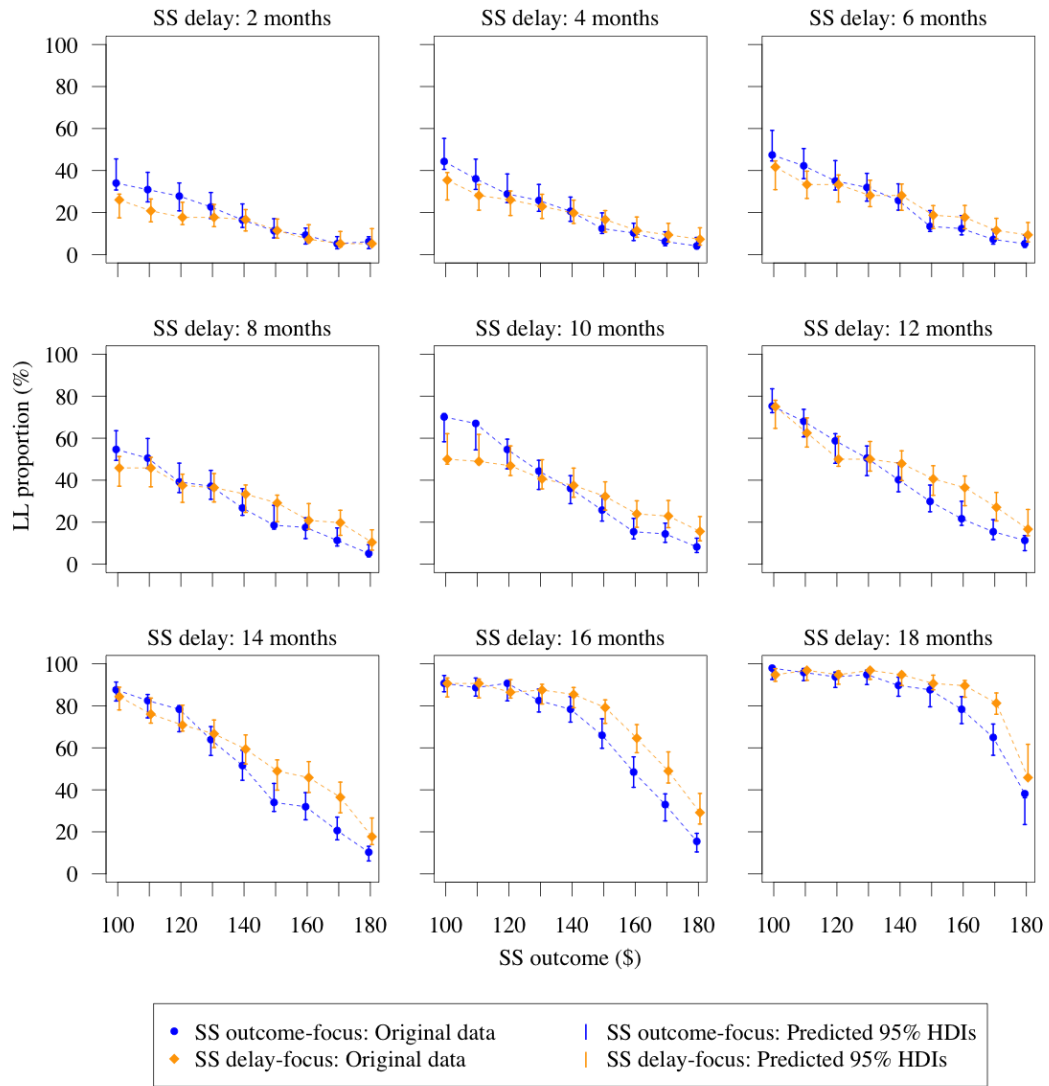 SS delay: 2 months SS delay: 4 months SS delay: 6 months
100
80
60
40
20
0
SS delay: 8 months SS delay: 10 months SS delay: 12 months
100
80
60
40
20
0
LL proportion (%)
SS delay: 14 months SS delay: 16 months SS delay: 18 months
100
80
60
40
20
0
100 120 140 160 180 100 120 140 160 180 100 120 140 160 180
SS outcome ($)
SS outcome-focus: Original data SS outcome-focus: Predicted 95% HDIs
SS delay-focus: Original data SS delay-focus: Predicted 95% HDIs